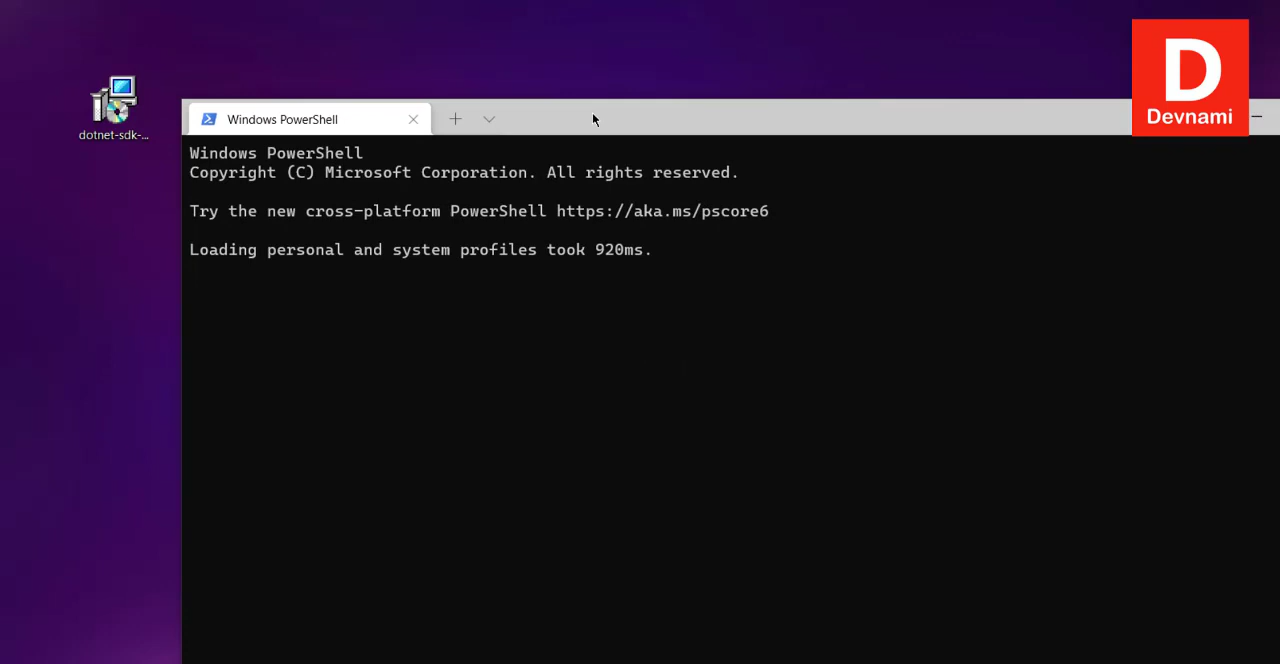 D
Devnami
dotnet-sdk-...
Windows PowerShell
Windows PowerShell
Copyright (C) Microsoft Corporation. All rights reserved.
Try the new cross-platform PowerShell https://aka.ms/pscore6
Loading personal and system profiles took 920ms.